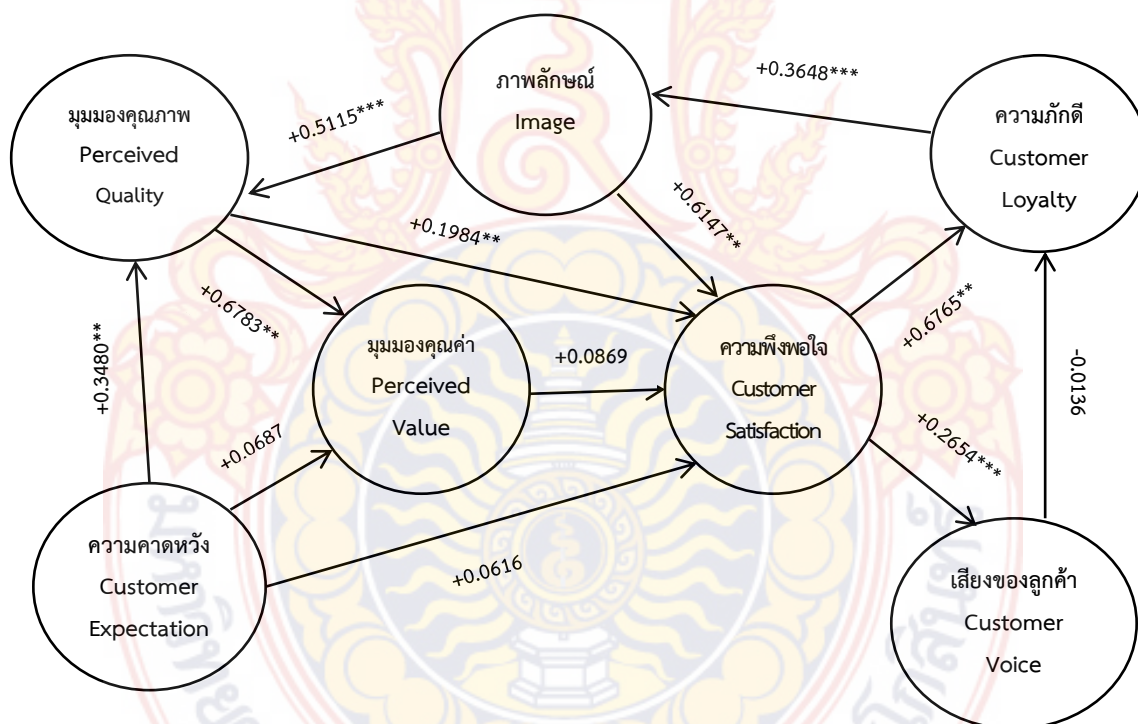 ภาพลักษณ์
Image
+0.3648***
มุมมองคุณภาพ
Perceived
Quality
+0.5115***
ความภักดี
Customer
Loyalty
+0.6147**
+0.1984**
+0.6783**
+0.3480**
มุมมองคุณค่า
Perceived
Value
+0.0869
ความพึงพอใจ
Customer
Satisfaction
+0.6765**
-0.0136
+0.0687
+0.2654***
ความคาดหวัง
Customer
Expectation
+0.0616
เสียงของลูกค้า
Customer
Voice